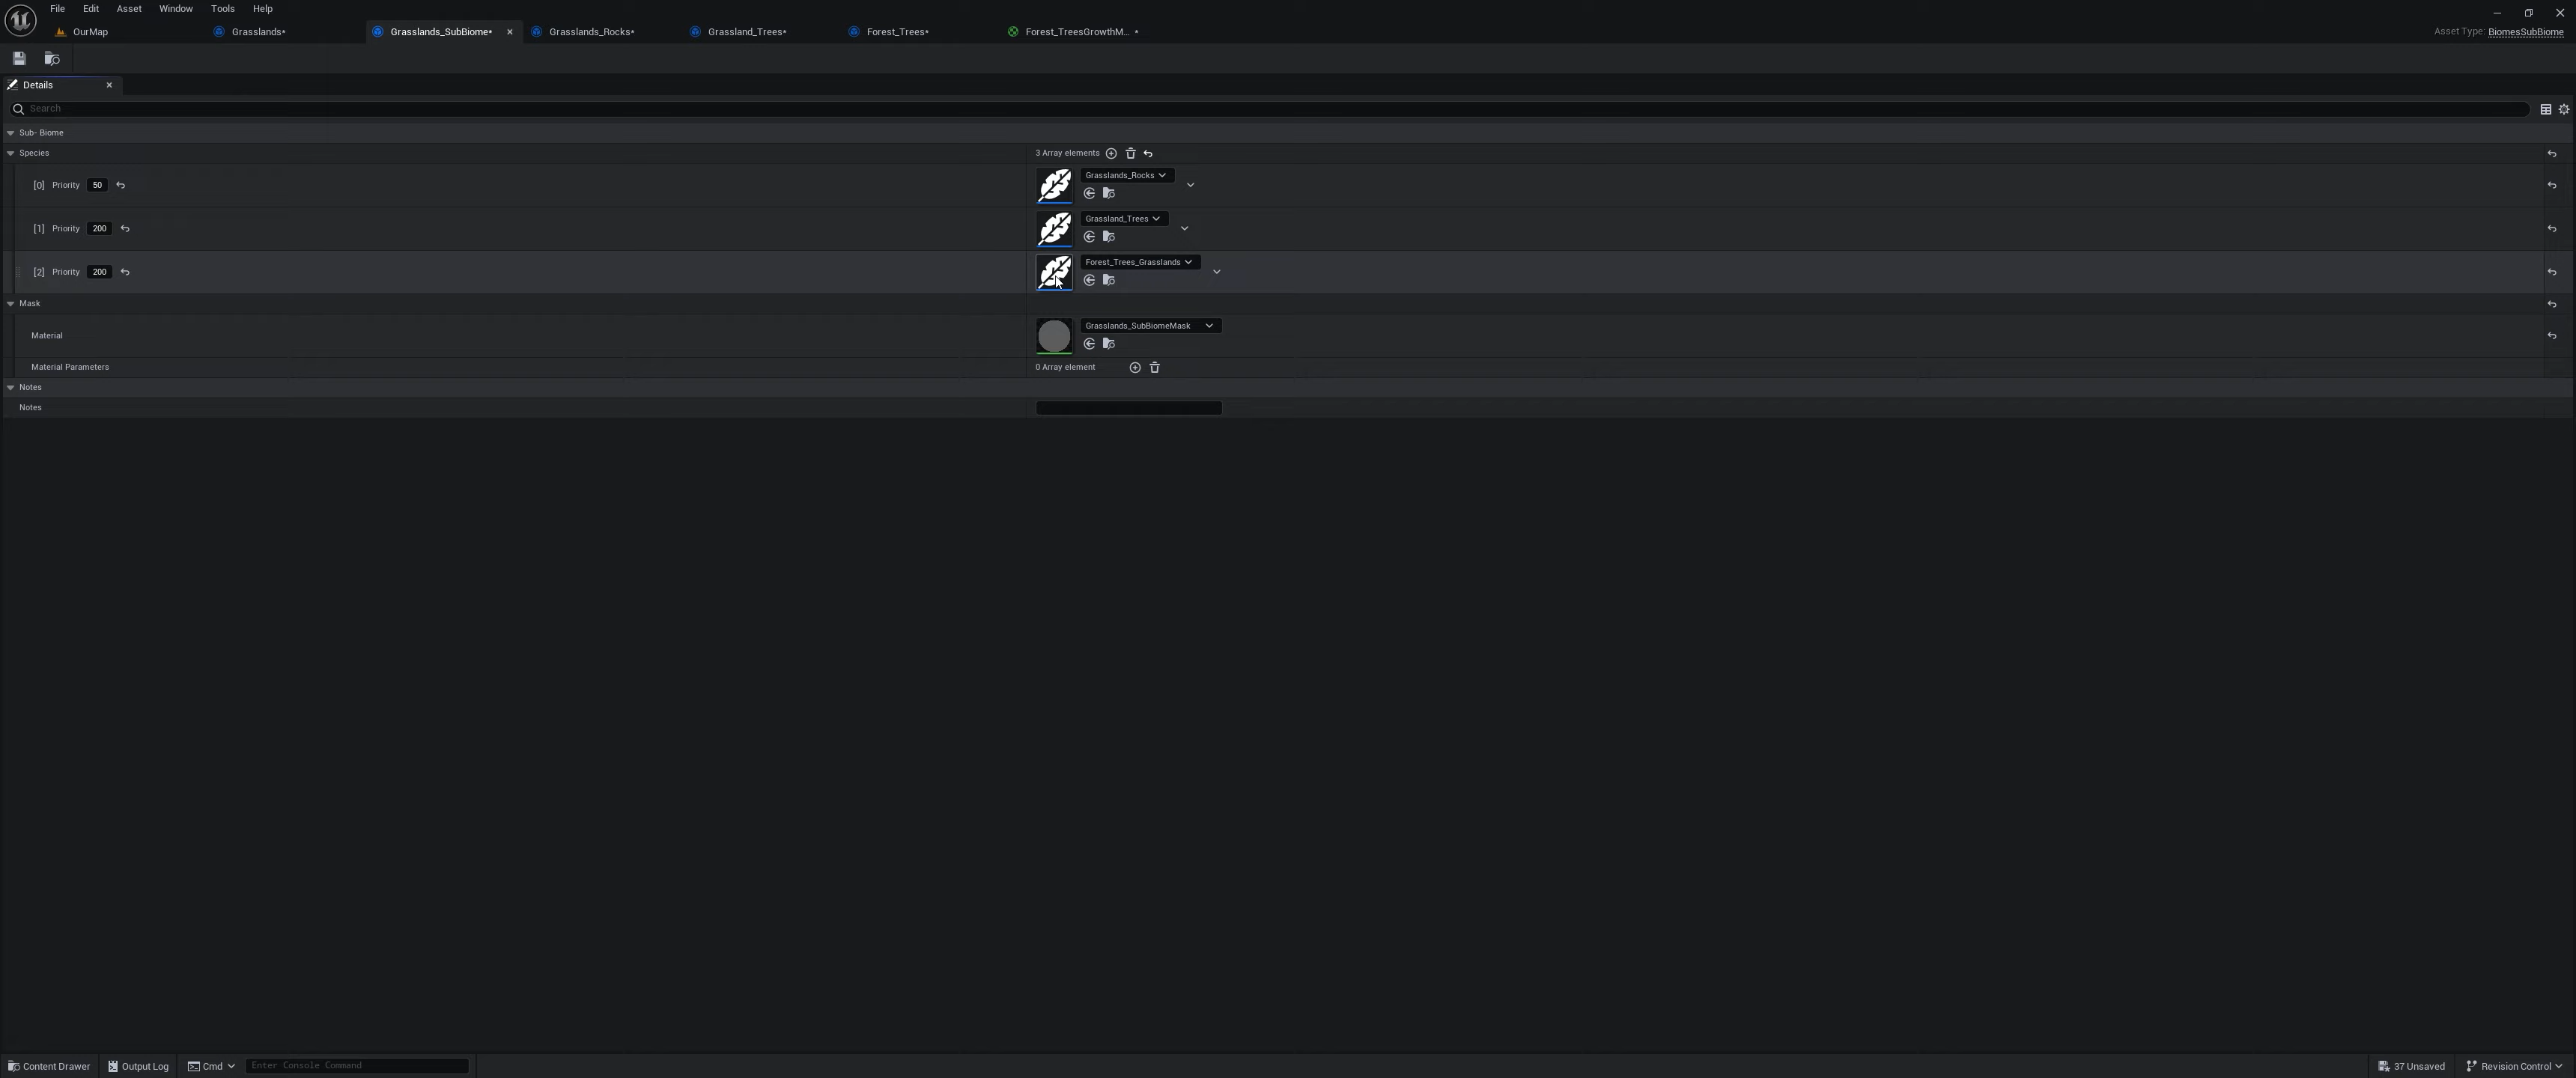 File Edit Asset Window Tools Help
OurMap Grasslands* Grasslands_SubBiome* Grasslands_Rocks* Grassland_Trees* Forest_Trees* Forest_TreesGrowthM... * Asset Type: BiomesSubBiome
Details
Search
Sub- Biome
Species 3 Array elements
[0] Priority 50 Grasslands_Rocks
[1] Priority 200 Grassland_Trees
[2] Priority 200 Forest_Trees_Grasslands
Mask
Material Grasslands_SubBiomeMask
Material Parameters 0 Array element
Notes
Notes
Content Drawer Output Log Cmd Enter Console Command 37 Unsaved Revision Control